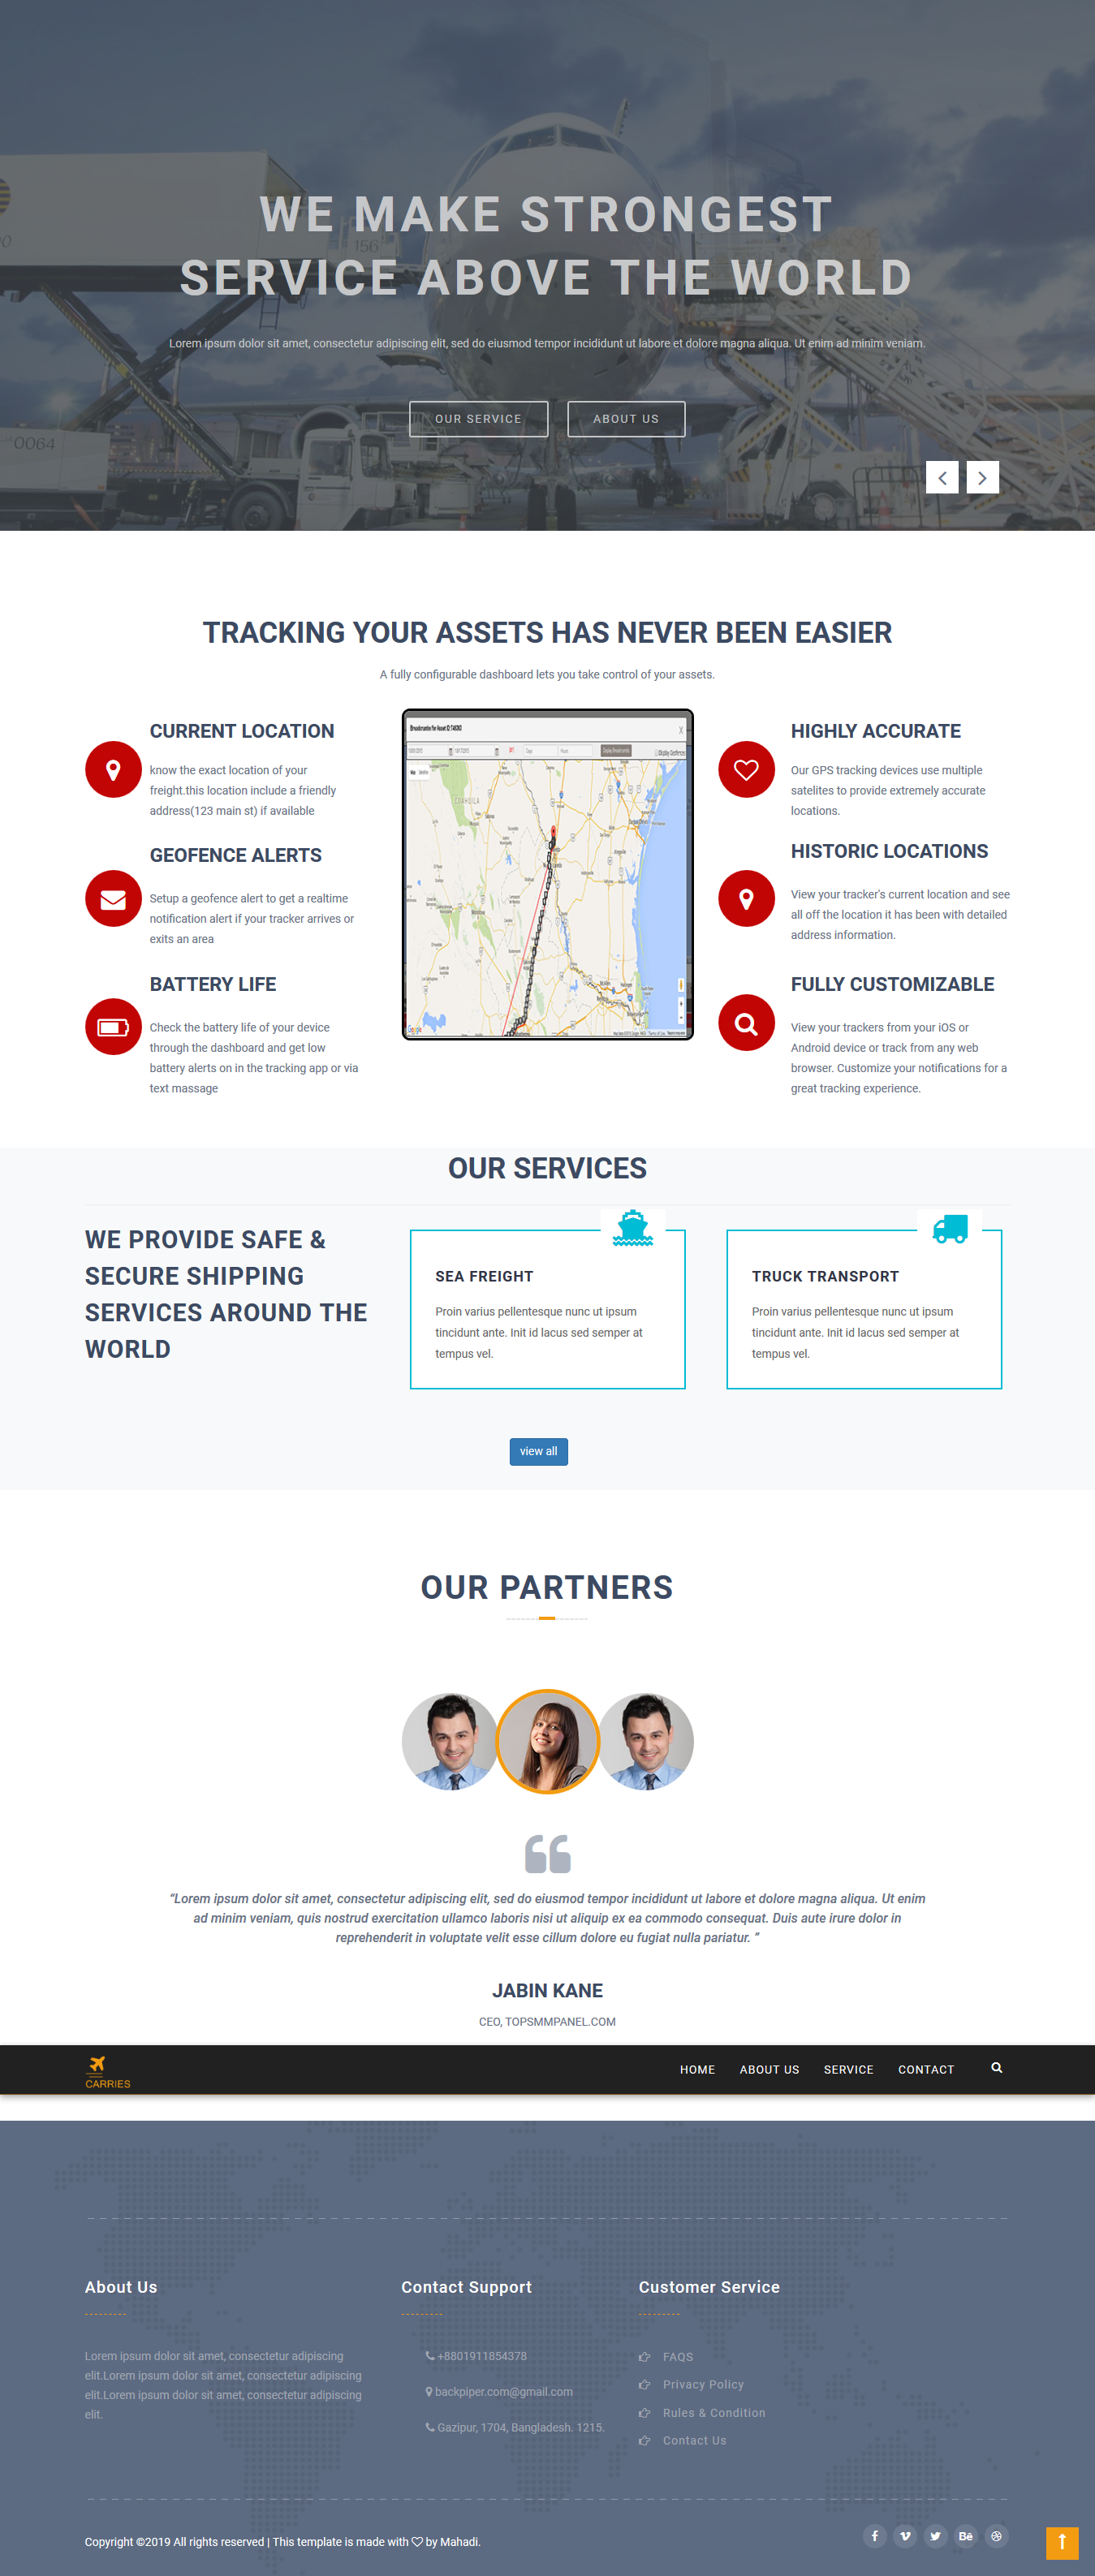 WE MAKE STRONGEST
SERVICE ABOVE THE WORLD
156
Lorem ipsum dolor sit amet, consectetur adipiscing elit, sed do eiusmod tempor incididunt ut labore et dolore magna aliqua. Ut enim ad minim veniam.
OUR SERVICE
ABOUT US
0064
TRACKING YOUR ASSETS HAS NEVER BEEN EASIER
A fully configurable dashboard lets you take control of your assets.
CURRENT LOCATION
know the exact location of your
freight.this location include a friendly
address(123 main st) if available
GEOFENCE ALERTS
Setup a geofence alert to get a realtime
notification alert if your tracker arrives or
exits an area
BATTERY LIFE
Check the battery life of your device
through the dashboard and get low
battery alerts on in the tracking app or via
text massage
COAHUILA
Google
HIGHLY ACCURATE
Our GPS tracking devices use multiple
satelites to provide extremely accurate
locations.
HISTORIC LOCATIONS
View your tracker's current location and see
all off the location it has been with detailed
address information.
FULLY CUSTOMIZABLE
View your trackers from your iOS or
Android device or track from any web
browser. Customize your notifications for a
great tracking experience.
OUR SERVICES
WE PROVIDE SAFE &
SECURE SHIPPING
SERVICES AROUND THE
WORLD
SEA FREIGHT
Proin varius pellentesque nunc ut ipsum
tincidunt ante. Init id lacus sed semper at
tempus vel.
TRUCK TRANSPORT
Proin varius pellentesque nunc ut ipsum
tincidunt ante. Init id lacus sed semper at
tempus vel.
view all
OUR PARTNERS
“Lorem ipsum dolor sit amet, consectetur adipiscing elit, sed do eiusmod tempor incididunt ut labore et dolore magna aliqua. Ut enim
ad minim veniam, quis nostrud exercitation ullamco laboris nisi ut aliquip ex ea commodo consequat. Duis aute irure dolor in
reprehenderit in voluptate velit esse cillum dolore eu fugiat nulla pariatur. ”
JABIN KANE
CEO, TOPSMMPANEL.COM
CARRIES
HOME
ABOUT US
SERVICE
CONTACT
About Us
Lorem ipsum dolor sit amet, consectetur adipiscing
elit.Lorem ipsum dolor sit amet, consectetur adipiscing
elit.Lorem ipsum dolor sit amet, consectetur adipiscing
elit.
Contact Support
+8801911854378
backpiper.com@gmail.com
Gazipur, 1704, Bangladesh. 1215.
Customer Service
FAQS
Privacy Policy
Rules & Condition
Contact Us
Copyright ©2019 All rights reserved | This template is made with ♡ by Mahadi.